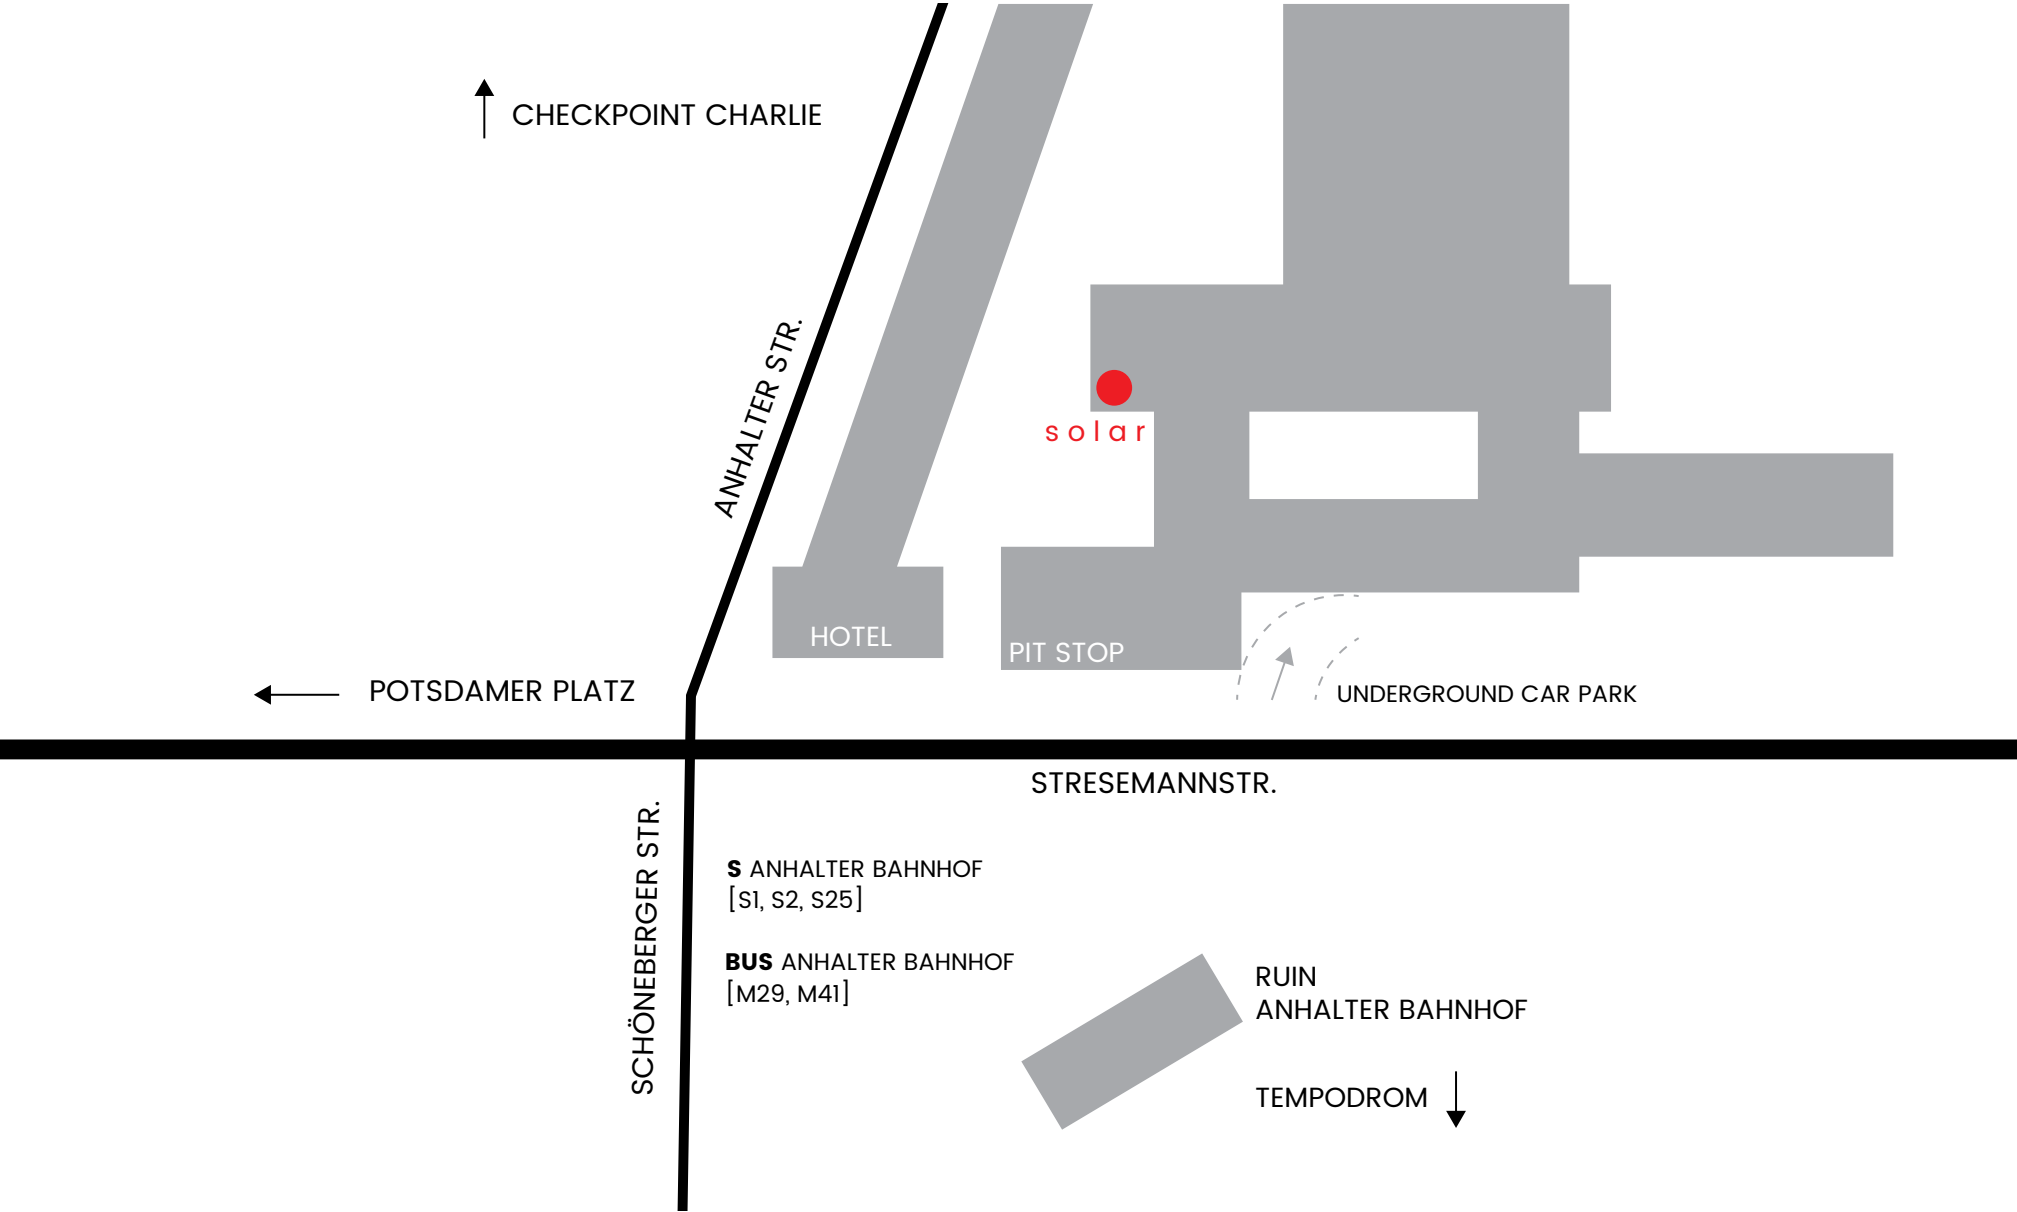 CHECKPOINT CHARLIE
ANHALTER STR.
solar
HOTEL
PIT STOP
POTSDAMER PLATZ
UNDERGROUND CAR PARK
STRESEMANNSTR.
SCHÖNEBERGER STR.
S ANHALTER BAHNHOF
[S1, S2, S25]
BUS ANHALTER BAHNHOF
[M29, M41]
RUIN
ANHALTER BAHNHOF
TEMPODROM